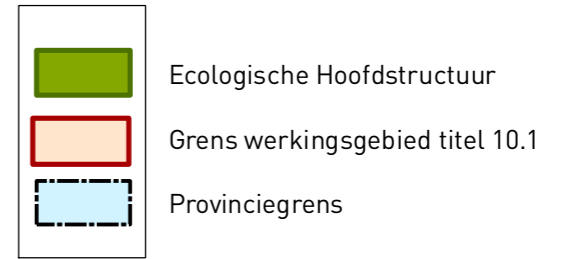 Ecologische Hoofdstructuur
Grens werkingsgebied titel 10.1
Provinciegrens